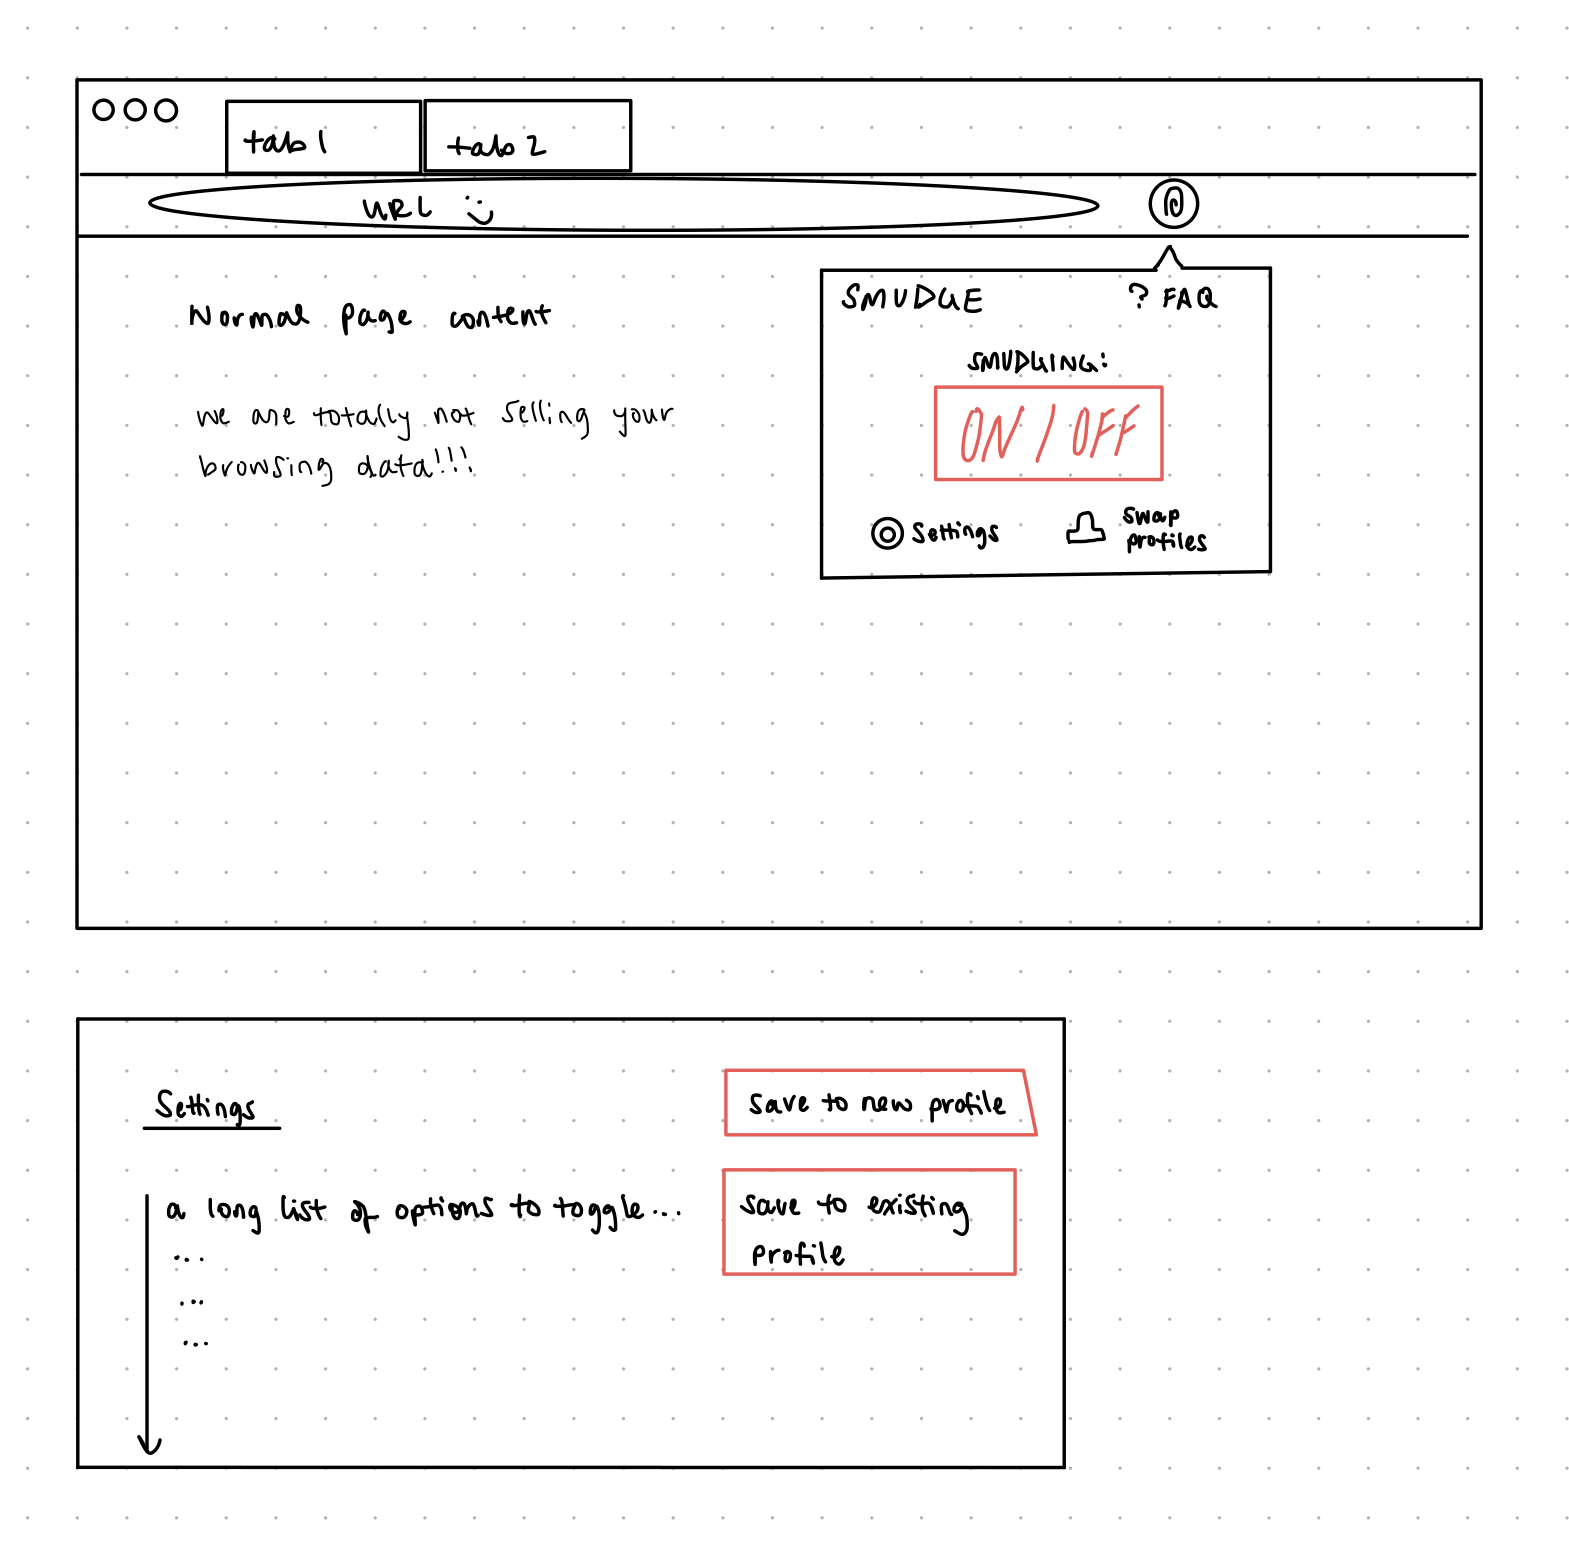 tab 1
tab 2
URL
SMUDGE
? FAQ
SMUDGING:
ON / OFF
Settings
swap
profiles
Normal page content
we are totally not selling your
browsing data!!!
Settings
save to new profile
a long list of options to toggle...
...
...
...
save to existing
profile